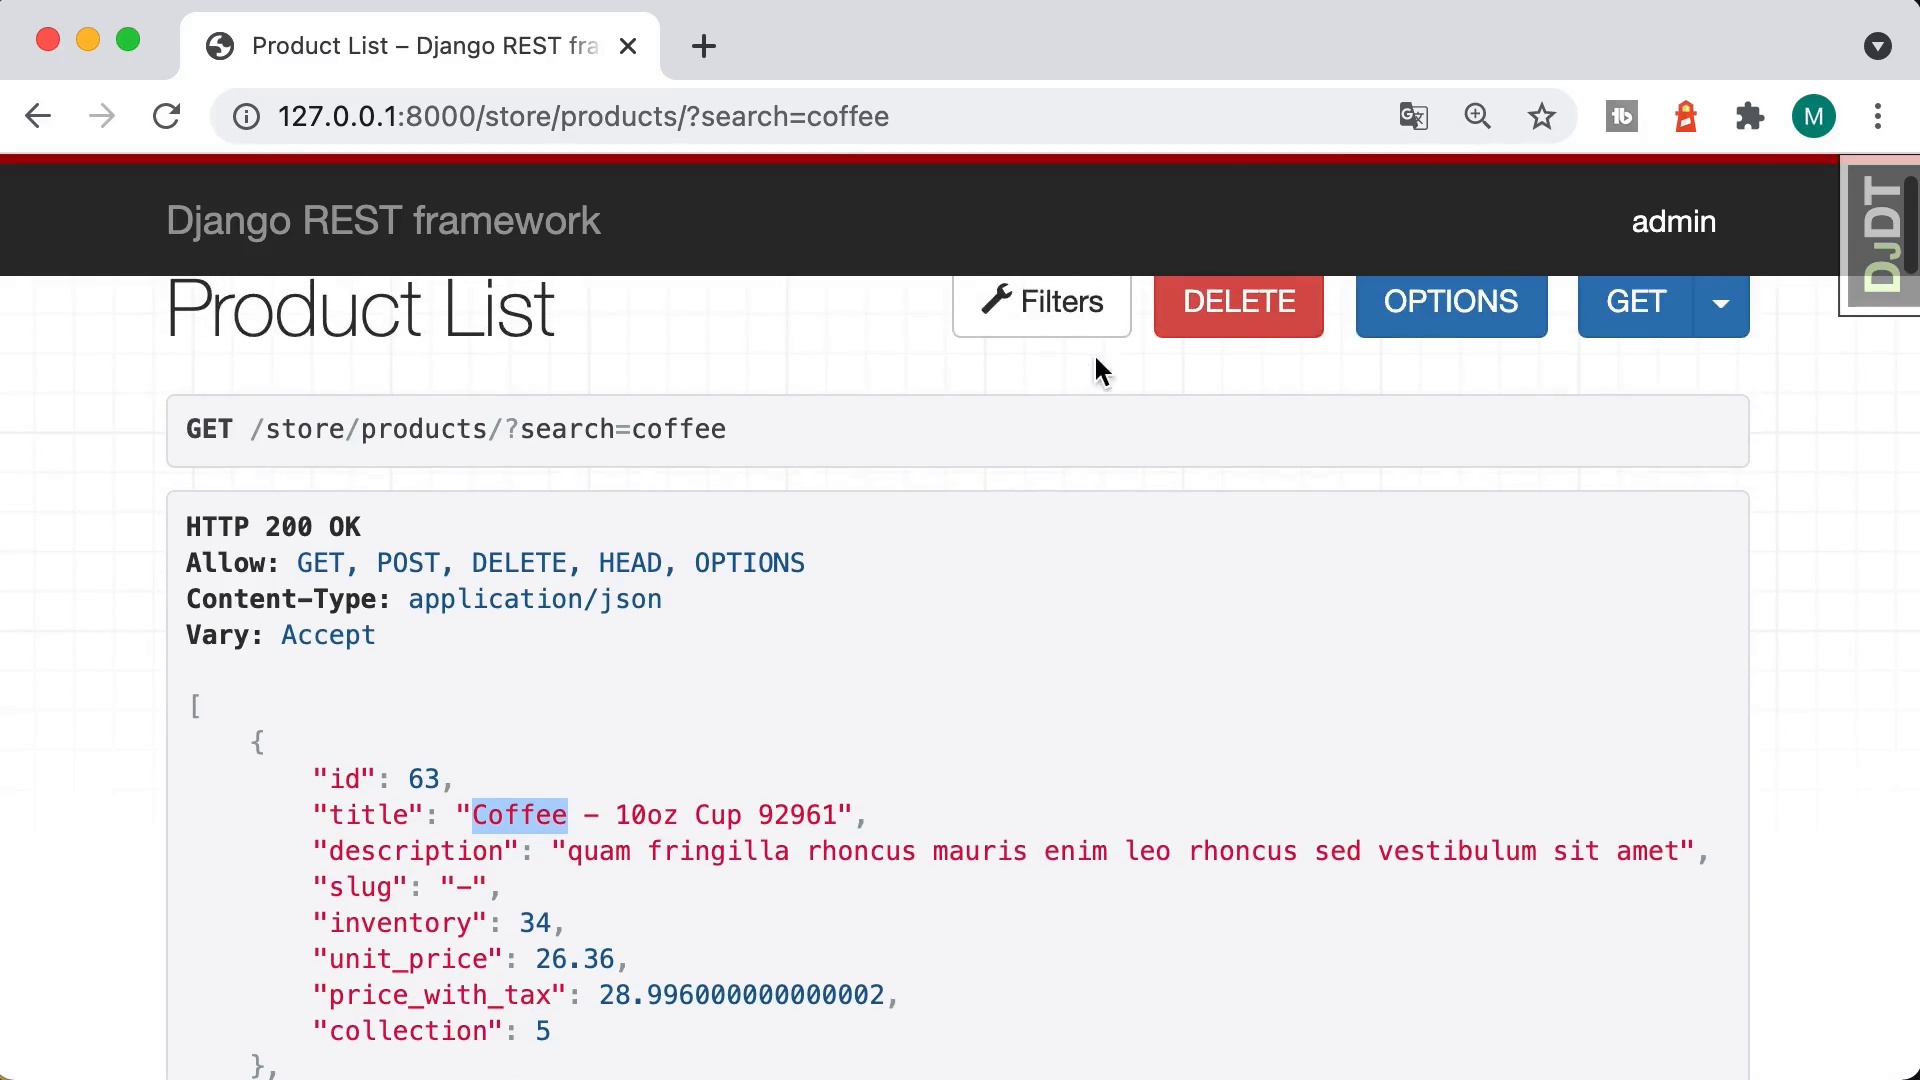 Product List – Django REST fra
127.0.0.1:8000/store/products/?search=coffee
M
Django REST framework
admin
DJDT
Product List
Filters
DELETE
OPTIONS
GET
GET /store/products/?search=coffee
HTTP 200 OK
Allow: GET, POST, DELETE, HEAD, OPTIONS
Content-Type: application/json
Vary: Accept
[
{
"id": 63,
"title": "Coffee - 10oz Cup 92961",
"description": "quam fringilla rhoncus mauris enim leo rhoncus sed vestibulum sit amet",
"slug": "-",
"inventory": 34,
"unit_price": 26.36,
"price_with_tax": 28.996000000000002,
"collection": 5
},